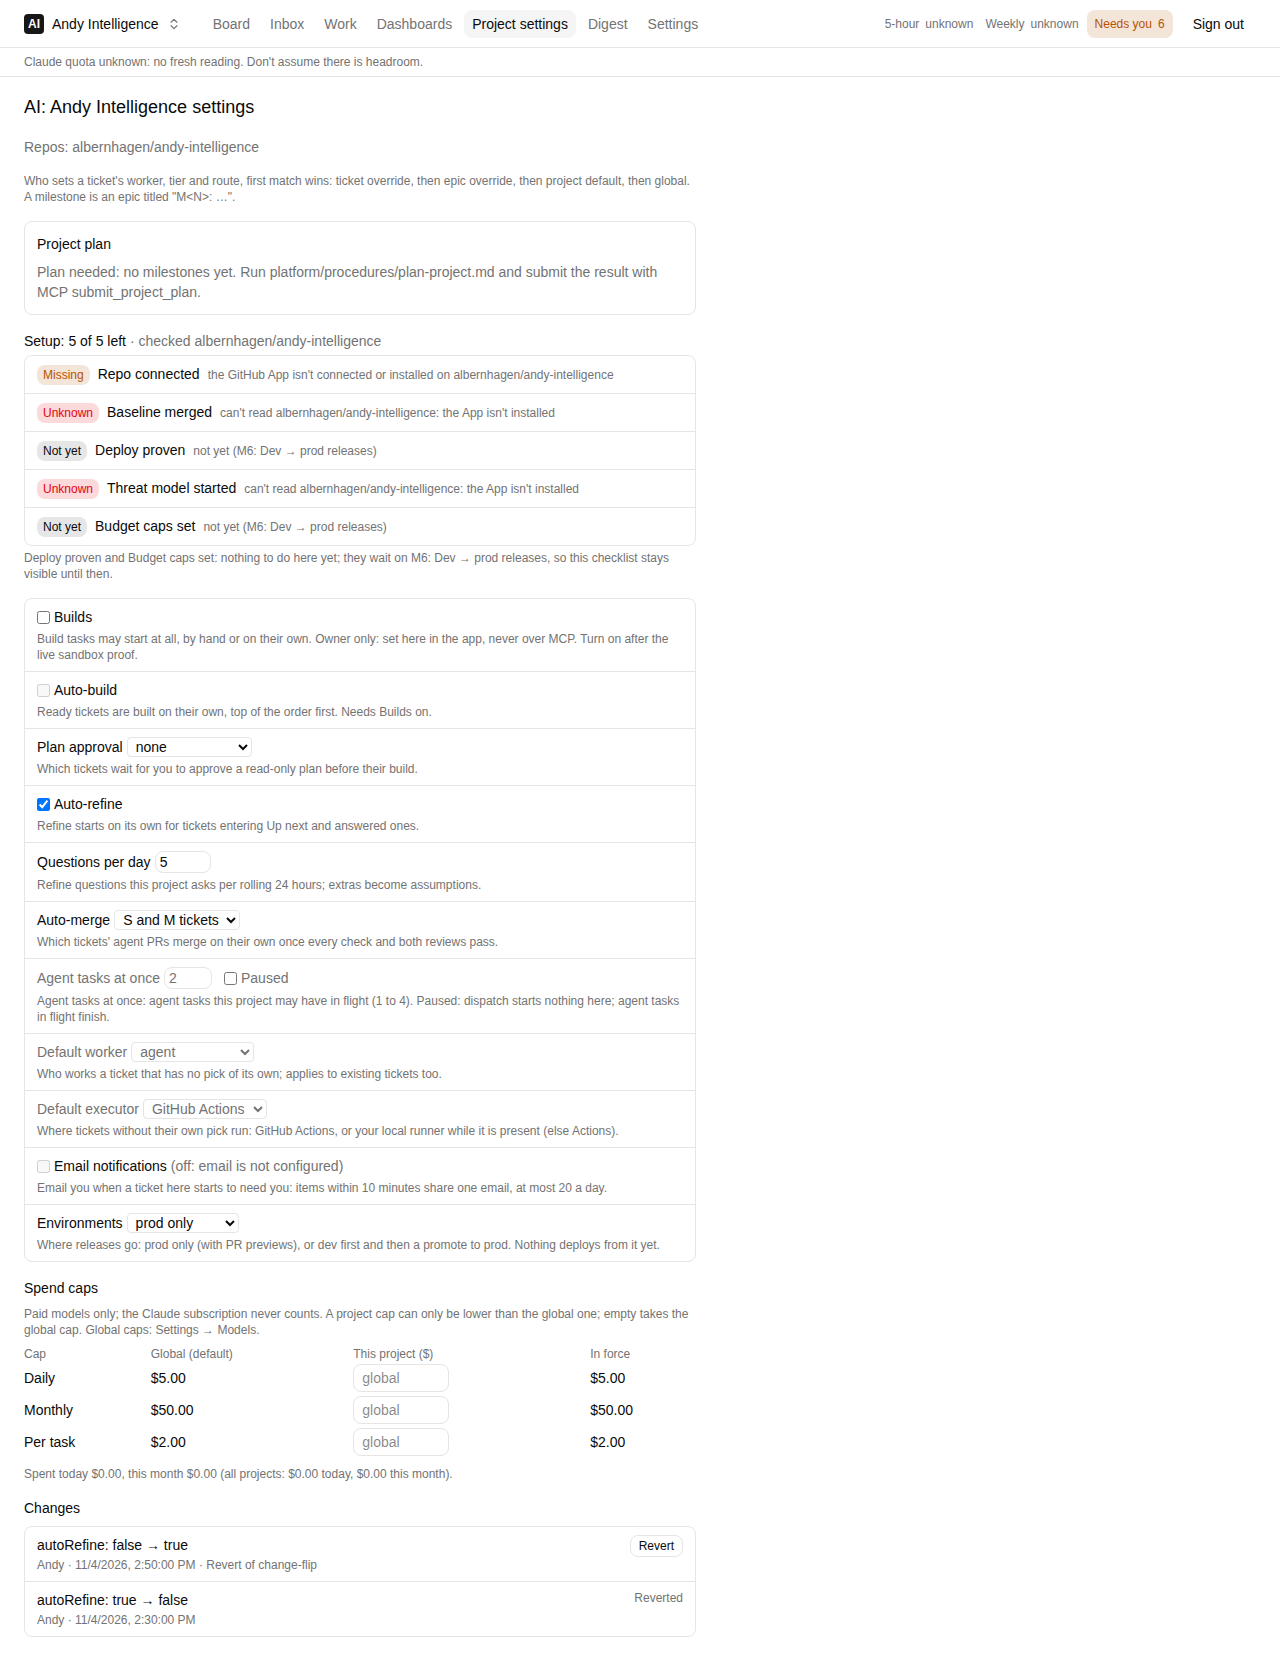 AI Andy Intelligence Board Inbox Work Dashboards Project settings Digest Settings 5-hour unknown Weekly unknown Needs you 6 Sign out
Claude quota unknown: no fresh reading. Don't assume there is headroom.
AI: Andy Intelligence settings
Repos: albernhagen/andy-intelligence
Who sets a ticket's worker, tier and route, first match wins: ticket override, then epic override, then project default, then global.
A milestone is an epic titled "M<N>: …".
Project plan
Plan needed: no milestones yet. Run platform/procedures/plan-project.md and submit the result with
MCP submit_project_plan.
Setup: 5 of 5 left · checked albernhagen/andy-intelligence
Missing Repo connected the GitHub App isn't connected or installed on albernhagen/andy-intelligence
Unknown Baseline merged can't read albernhagen/andy-intelligence: the App isn't installed
Not yet Deploy proven not yet (M6: Dev → prod releases)
Unknown Threat model started can't read albernhagen/andy-intelligence: the App isn't installed
Not yet Budget caps set not yet (M6: Dev → prod releases)
Deploy proven and Budget caps set: nothing to do here yet; they wait on M6: Dev → prod releases, so this checklist stays
visible until then.
Builds
Build tasks may start at all, by hand or on their own. Owner only: set here in the app, never over MCP. Turn on after the
live sandbox proof.
Auto-build
Ready tickets are built on their own, top of the order first. Needs Builds on.
Plan approval none
Which tickets wait for you to approve a read-only plan before their build.
Auto-refine
Refine starts on its own for tickets entering Up next and answered ones.
Questions per day 5
Refine questions this project asks per rolling 24 hours; extras become assumptions.
Auto-merge S and M tickets
Which tickets' agent PRs merge on their own once every check and both reviews pass.
Agent tasks at once 2 Paused
Agent tasks at once: agent tasks this project may have in flight (1 to 4). Paused: dispatch starts nothing here; agent tasks
in flight finish.
Default worker agent
Who works a ticket that has no pick of its own; applies to existing tickets too.
Default executor GitHub Actions
Where tickets without their own pick run: GitHub Actions, or your local runner while it is present (else Actions).
Email notifications (off: email is not configured)
Email you when a ticket here starts to need you: items within 10 minutes share one email, at most 20 a day.
Environments prod only
Where releases go: prod only (with PR previews), or dev first and then a promote to prod. Nothing deploys from it yet.
Spend caps
Paid models only; the Claude subscription never counts. A project cap can only be lower than the global one; empty takes the
global cap. Global caps: Settings → Models.
Cap Global (default) This project ($) In force
Daily $5.00 global $5.00
Monthly $50.00 global $50.00
Per task $2.00 global $2.00
Spent today $0.00, this month $0.00 (all projects: $0.00 today, $0.00 this month).
Changes
autoRefine: false → true Revert
Andy · 11/4/2026, 2:50:00 PM · Revert of change-flip
autoRefine: true → false Reverted
Andy · 11/4/2026, 2:30:00 PM